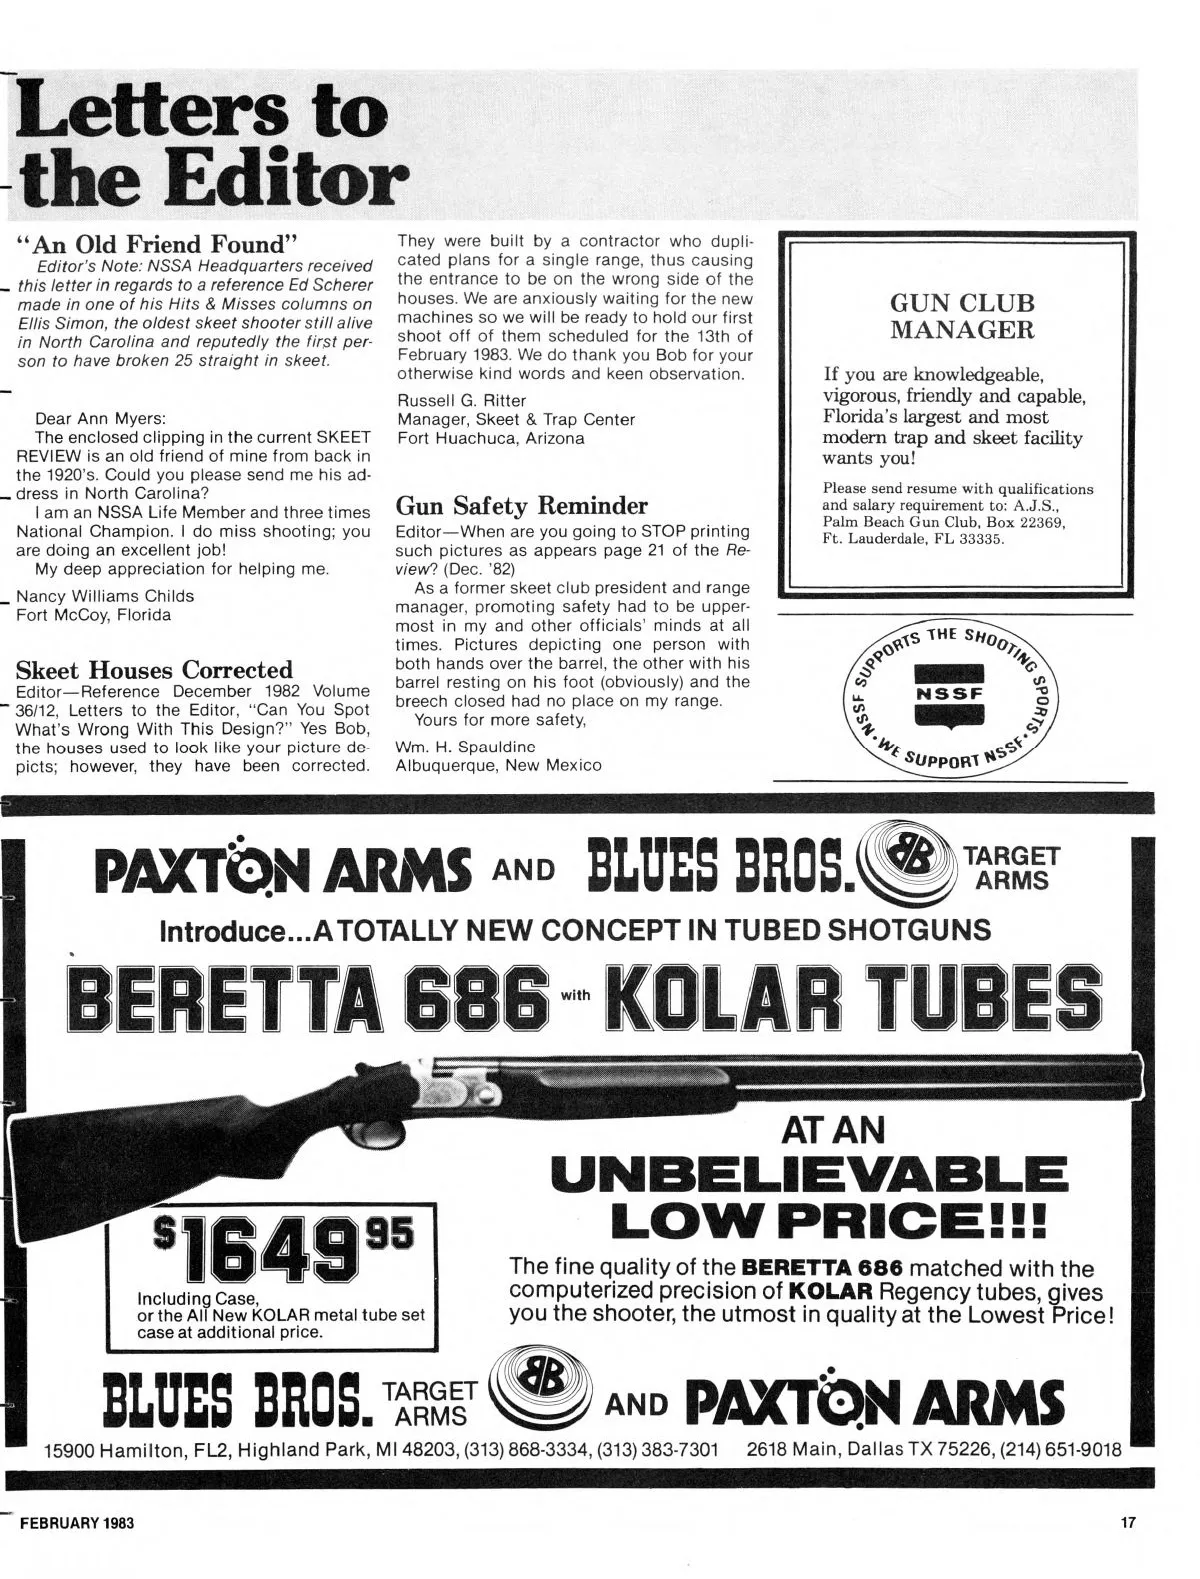 Letters to
the Editor
“An Old Friend Found”
Editor's Note: NSSA Headquarters received
this letter in regards to a reference Ed Scherer
made in one of his Hits & Misses columns on
Ellis Simon, the oldest skeet shooter still alive
in North Carolina and reputedly the first per-
son to have broken 25 straight in skeet.
Dear Ann Myers:
The enclosed clipping in the current SKEET
REVIEW is an old friend of mine from back in
the 1920's. Could you please send me his ad-
dress in North Carolina?
I am an NSSA Life Member and three times
National Champion. I do miss shooting; you
are doing an excellent job!
My deep appreciation for helping me.
Nancy Williams Childs
Fort McCoy, Florida
Skeet Houses Corrected
Editor—Reference December 1982 Volume
36/12, Letters to the Editor, “Can You Spot
What's Wrong With This Design?” Yes Bob,
the houses used to look like your picture de-
picts; however, they have been corrected.
They were built by a contractor who dupli-
cated plans for a single range, thus causing
the entrance to be on the wrong side of the
houses. We are anxiously waiting for the new
machines so we will be ready to hold our first
shoot off of them scheduled for the 13th of
February 1983. We do thank you Bob for your
otherwise kind words and keen observation.
Russell G. Ritter
Manager, Skeet & Trap Center
Fort Huachuca, Arizona
Gun Safety Reminder
Editor—When are you going to STOP printing
such pictures as appears page 21 of the Re-
view? (Dec. '82)
As a former skeet club president and range
manager, promoting safety had to be upper-
most in my and other officials' minds at all
times. Pictures depicting one person with
both hands over the barrel, the other with his
barrel resting on his foot (obviously) and the
breech closed had no place on my range.
Yours for more safety,
Wm. H. Spauldinc
Albuquerque, New Mexico
GUN CLUB
MANAGER
If you are knowledgeable,
vigorous, friendly and capable,
Florida's largest and most
modern trap and skeet facility
wants you!
Please send resume with qualifications
and salary requirement to: A.J.S.,
Palm Beach Gun Club, Box 22369,
Ft. Lauderdale, FL 33335.
NSSF SUPPORTS THE SHOOTING SPORTS •
NSSF
WE SUPPORT NSSF •
PAXTON ARMS AND BLUES BROS. BB TARGET
ARMS
Introduce...A TOTALLY NEW CONCEPT IN TUBED SHOTGUNS
BERETTA 686 with KOLAR TUBES
AT AN
UNBELIEVABLE
LOW PRICE!!!
$1649 95
Including Case,
or the All New KOLAR metal tube set
case at additional price.
The fine quality of the BERETTA 686 matched with the
computerized precision of KOLAR Regency tubes, gives
you the shooter, the utmost in quality at the Lowest Price!
BLUES BROS. TARGET
ARMS BB AND PAXTON ARMS
15900 Hamilton, FL2, Highland Park, MI 48203, (313) 868-3334, (313) 383-7301 2618 Main, Dallas TX 75226, (214) 651-9018
FEBRUARY 1983 17